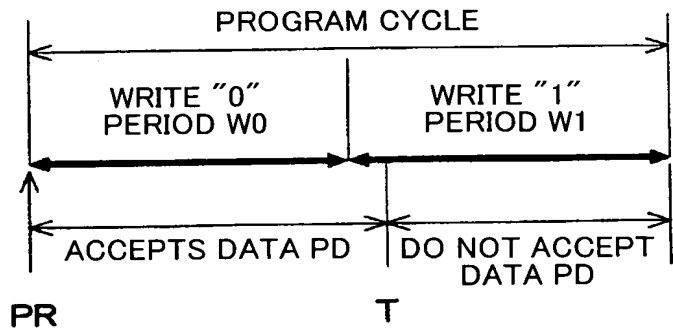 PROGRAM CYCLE
WRITE "0"
PERIOD W0
WRITE "1"
PERIOD W1
ACCEPTS DATA PD
DO NOT ACCEPT
DATA PD
PR
T